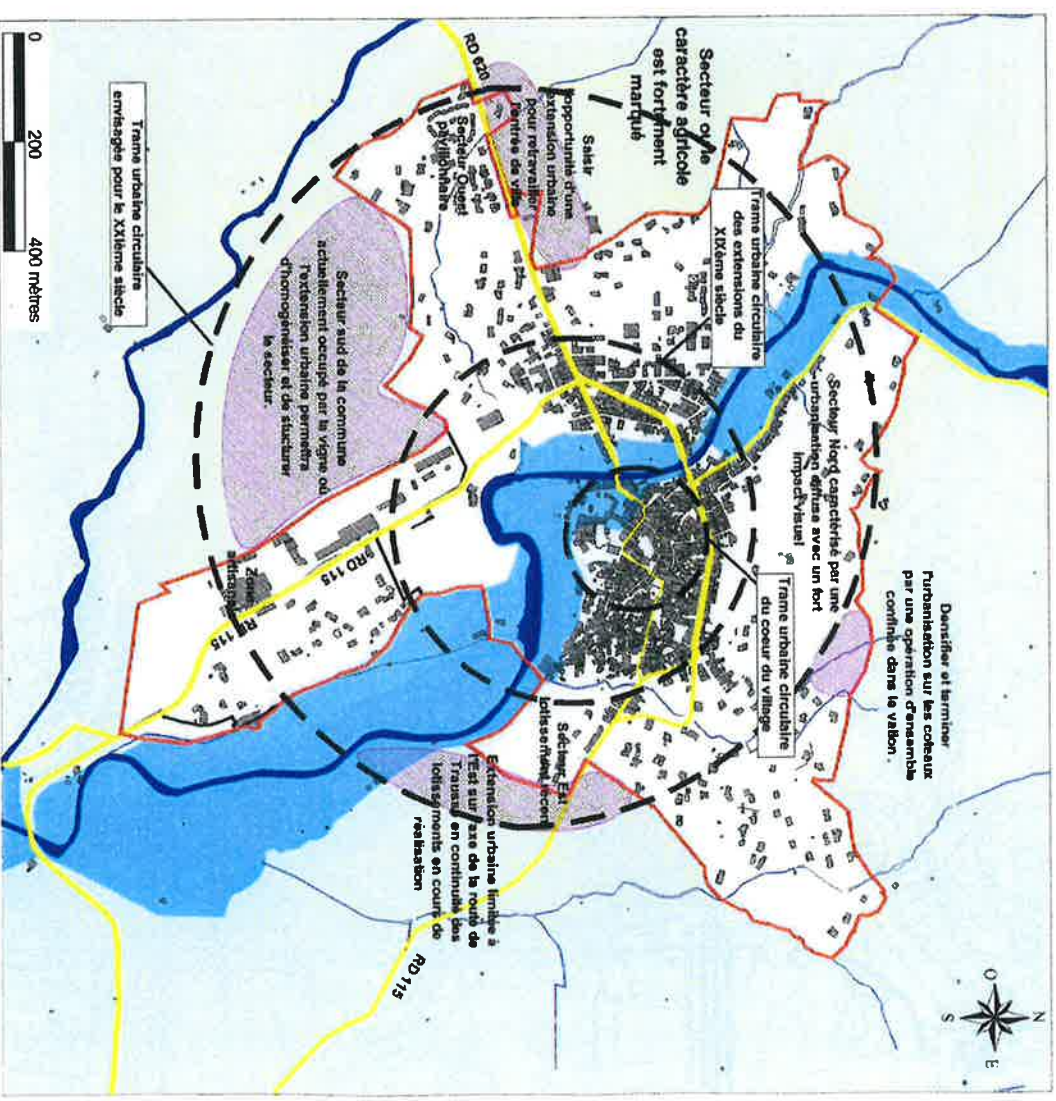 Densifier et terminer
l'urbanisation sur les coteaux
par une opération d'ensemble
confinée dans le vallon.
N
O
E
S
Secteur Nord caractérisé par une
urbanisation diffuse avec un fort
impact visuel
Trame urbaine circulaire
du coeur du village
Trame urbaine circulaire
des extensions du
XIXème siècle
Secteur où le
caractère agricole
est fortement
marqué
Saisir
l'opportunité d'une
extension urbaine
pour retravailler
l'entrée de ville
RD 620
Secteur Ouest
pavillonnaire
Secteur Est
lotissement récent
Extension urbaine limitée à
l'Est sur l'axe de la route de
Trausse en continuité des
lotissements en cours de
réalisation
RD 115
Secteur sud de la commune
actuellement occupé par la vigne où
l'extension urbaine permettra
d'homogénéiser et de stucturer
le secteur.
RD 115
Zone
artisanale
RD 115
Trame urbaine circulaire
envisagée pour le XXIème siècle
0 200 400 mètres